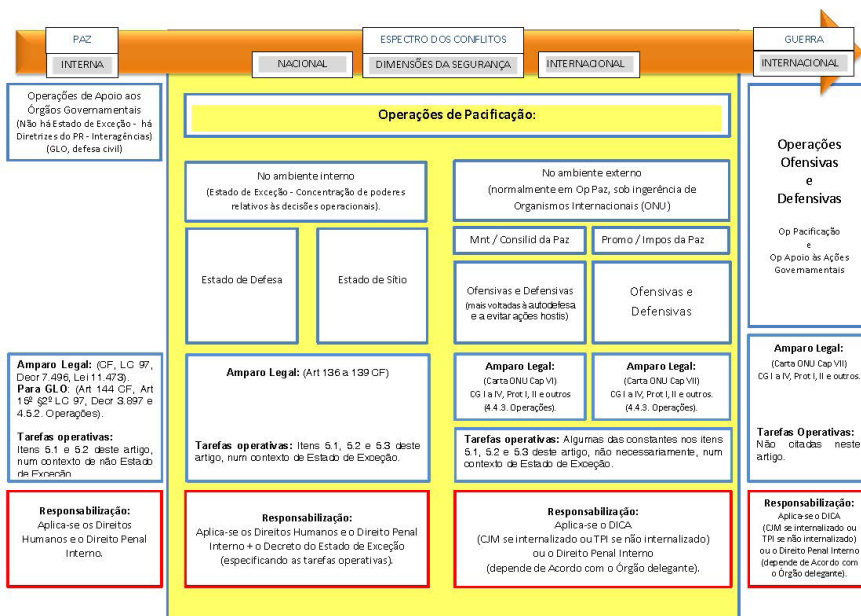 PAZ
ESPECTRO DOS CONFLITOS
GUERRA
INTERNA
NACIONAL
DIMENSÕES DA SEGURANÇA
INTERNACIONAL
INTERNACIONAL
Operações de Apoio aos
Órgãos Governamentais
(Não há Estado de Exceção - há
Diretrizes do PR - Interagências)
(GLO, defesa civil)
Operações de Pacificação:
No ambiente interno
(Estado de Exceção - Concentração de poderes
relativos às decisões operacionais).
No ambiente externo
(normalmente em Op Paz, sob ingerência de
Organismos Internacionais (ONU)
Estado de Defesa
Estado de Sítio
Mnt / Consilid da Paz
Promo / Impos da Paz
Ofensivas e Defensivas
(mais voltadas à autodefesa
e a evitar ações hostis)
Ofensivas e
Defensivas
Operações
Ofensivas
e
Defensivas
Op Pacificação
e
Op Apoio às Ações
Governamentais
Amparo Legal: (CF, LC 97,
Decr 7.496, Lei 11.473).
Para GLO: (Art 144 CF, Art
15º §2º LC 97, Decr 3.897 e
4.5.2. Operações).
Tarefas operativas:
Itens 5.1 e 5.2 deste artigo,
num contexto de não Estado
de Exceção
Amparo Legal: (Art 136 a 139 CF)
Tarefas operativas: Itens 5.1, 5.2 e 5.3 deste
artigo, num contexto de Estado de Exceção.
Amparo Legal:
(Carta ONU Cap VI)
CG I a IV, Prot I, II e outros
(4.4.3. Operações).
Amparo Legal:
(Carta ONU Cap VII)
CG I a IV, Prot I, II e outros.
(4.4.3. Operações).
Tarefas operativas: Algumas das constantes nos itens
5.1, 5.2 e 5.3 deste artigo, não necessariamente, num
contexto de Estado de Exceção.
Amparo Legal:
(Carta ONU Cap VII)
CG I a IV, Prot I, II e outros.
Tarefas Operativas:
Não citadas neste
artigo.
Responsabilização:
Aplica-se os Direitos
Humanos e o Direito Penal
Interno.
Responsabilização:
Aplica-se os Direitos Humanos e o Direito Penal
Interno + o Decreto do Estado de Exceção
(especificando as tarefas operativas).
Responsabilização:
Aplica-se o DICA
(CJM se internalizado ou TPI se não internalizado)
ou o Direito Penal Interno
(depende de Acordo com o Órgão delegante).
Responsabilização:
Aplica-se o DICA
(CJM se internalizado ou
TPI se não internalizado)
ou o Direito Penal Interno
(depende de Acordo com
o Órgão delegante).